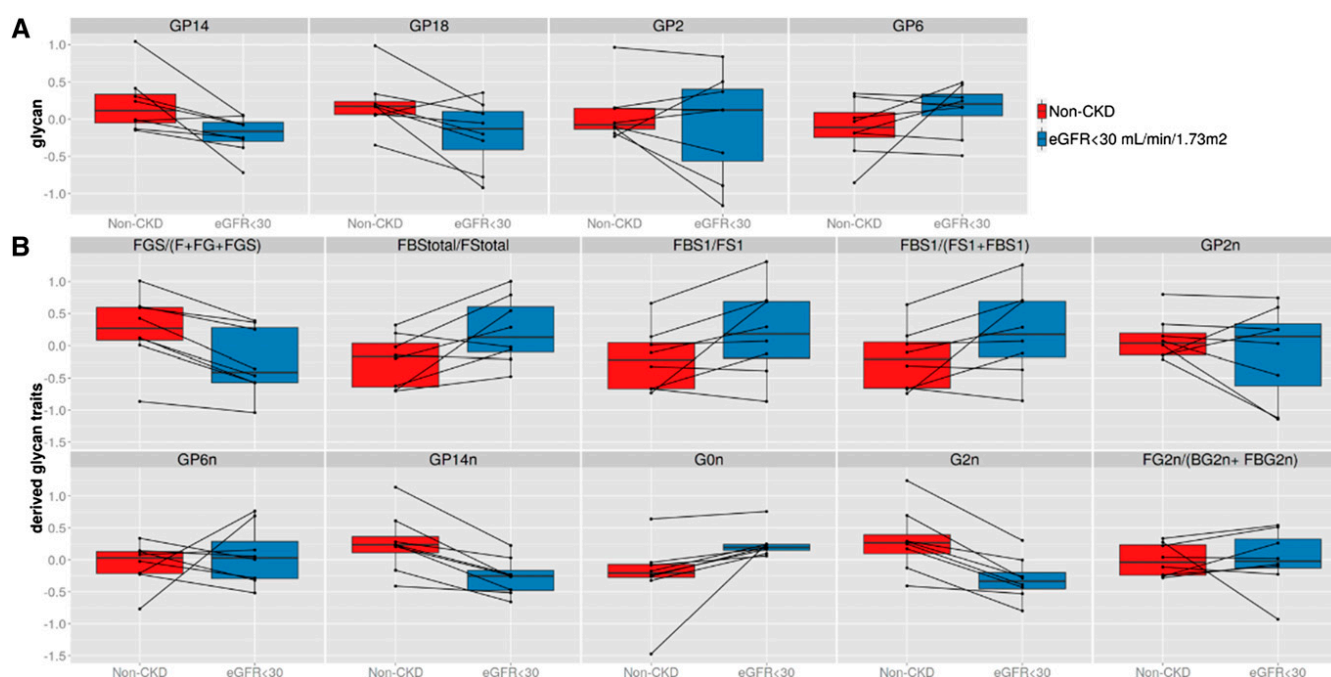 A
GP14 GP18 GP2 GP6
1.0
0.5
0.0
-0.5
-1.0
glycan
Non-CKD eGFR<30 Non-CKD eGFR<30 Non-CKD eGFR<30 Non-CKD eGFR<30
Non-CKD
eGFR<30 mL/min/1.73m2
B
FGS/(F+FG+FGS) FBStotal/FStotal FBS1/FS1 FBS1/(FS1+FBS1) GP2n
1.0
0.5
0.0
-0.5
-1.0
-1.5
derived glycan traits
GP6n GP14n G0n G2n FG2n/(BG2n+ FBG2n)
1.0
0.5
0.0
-0.5
-1.0
-1.5
Non-CKD eGFR<30 Non-CKD eGFR<30 Non-CKD eGFR<30 Non-CKD eGFR<30 Non-CKD eGFR<30